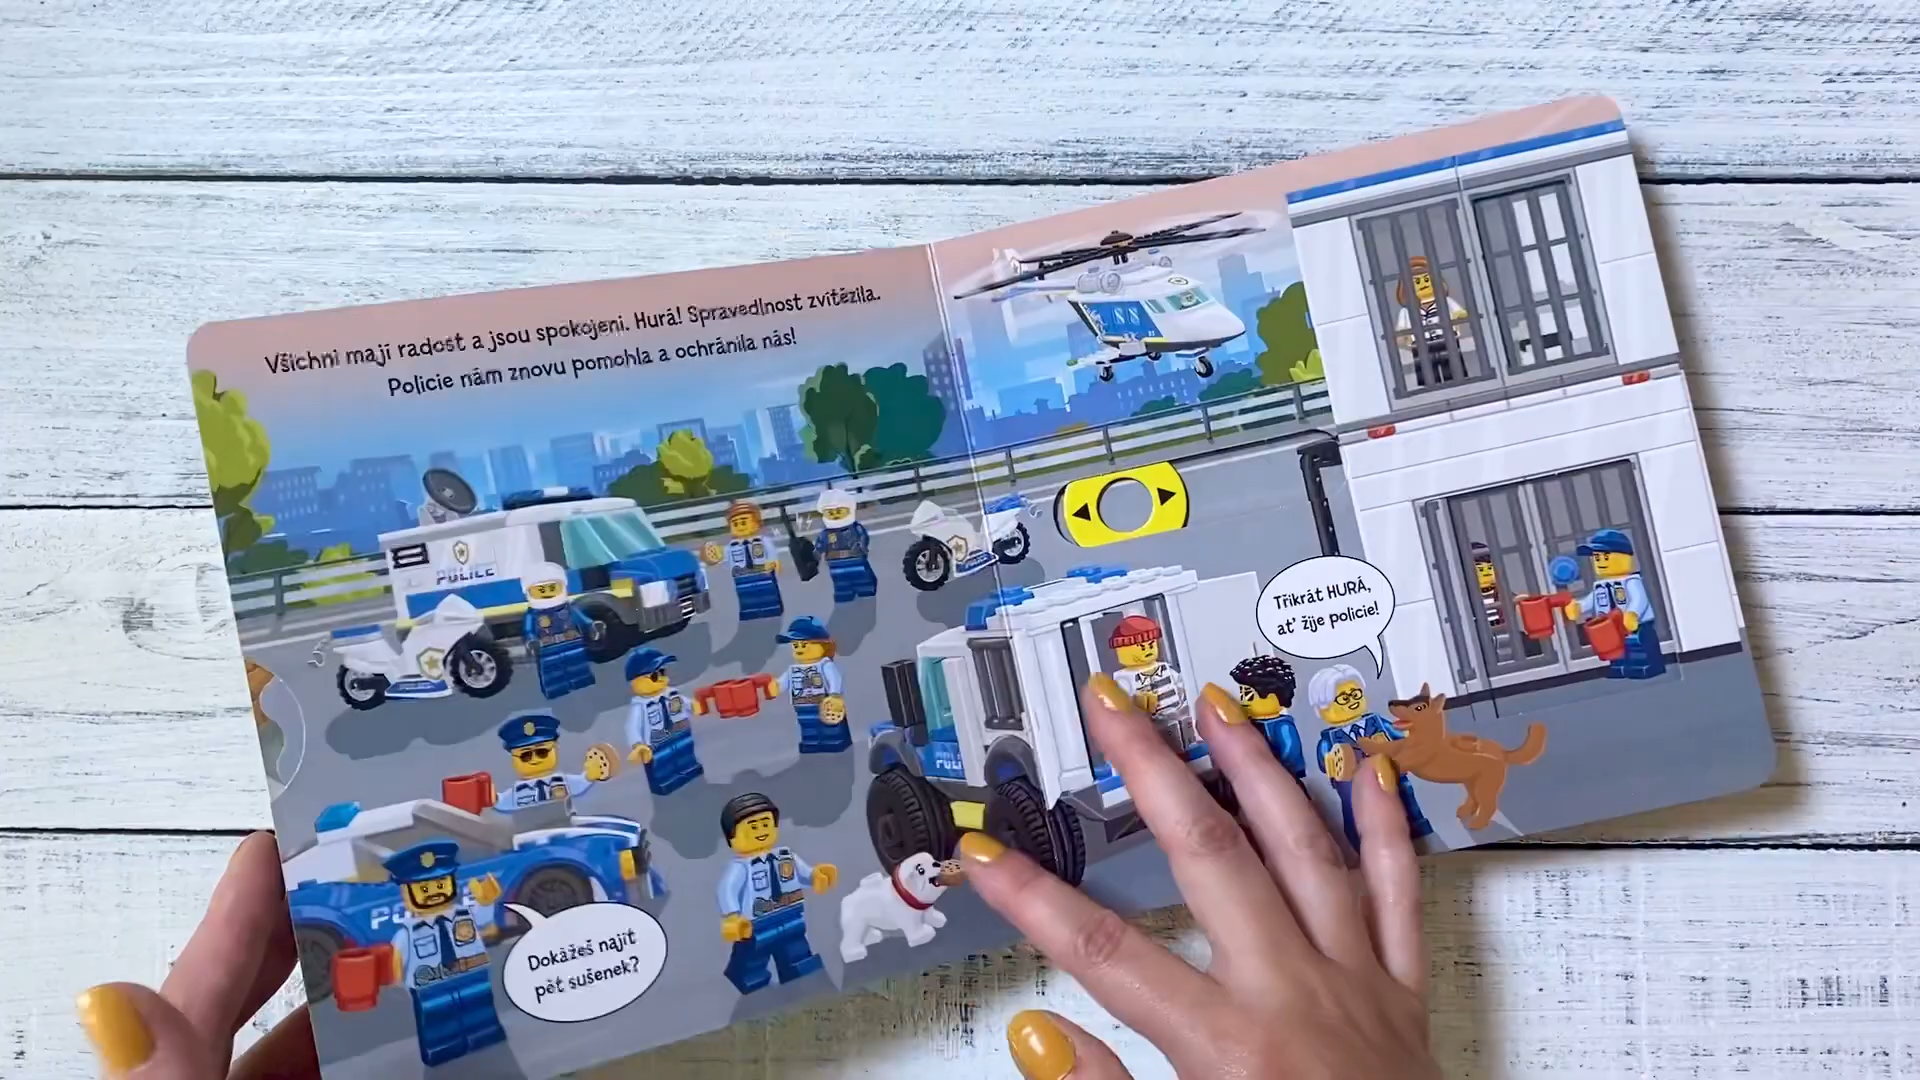 Všichni mají radost a jsou spokojeni. Hurá! Spravedlnost zvítězila.
Policie nám znovu pomohla a ochránila nás!
POLICE
Třikrát HURÁ,
ať žije policie!
Dokážeš najít
pět sušenek?